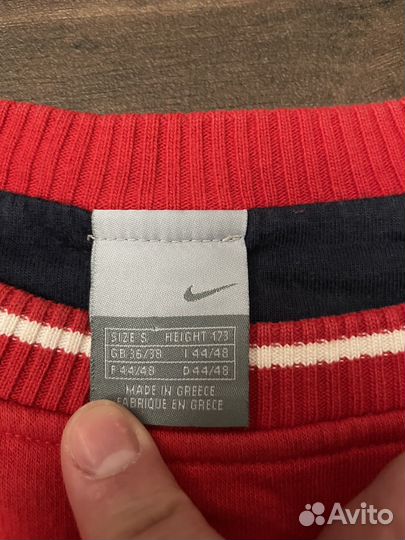 SIZE S HEIGHT 173
GB 36/38 I 44/48
F 44/48 D 44/48
MADE IN GREECE
FABRIQUE EN GRECE
Avito